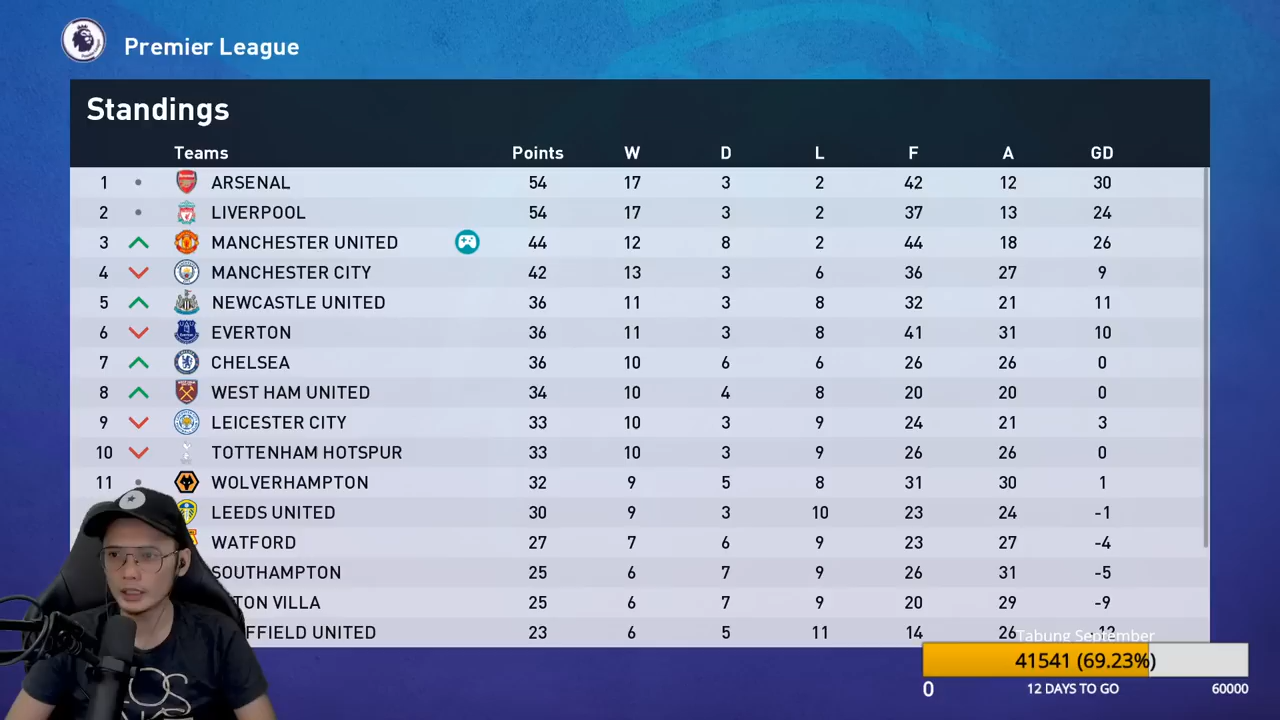 Premier League
Standings
Teams Points W D L F A GD
1 ARSENAL 54 17 3 2 42 12 30
2 LIVERPOOL 54 17 3 2 37 13 24
3 MANCHESTER UNITED 44 12 8 2 44 18 26
4 MANCHESTER CITY 42 13 3 6 36 27 9
5 NEWCASTLE UNITED 36 11 3 8 32 21 11
6 EVERTON 36 11 3 8 41 31 10
7 CHELSEA 36 10 6 6 26 26 0
8 WEST HAM UNITED 34 10 4 8 20 20 0
9 LEICESTER CITY 33 10 3 9 24 21 3
10 TOTTENHAM HOTSPUR 33 10 3 9 26 26 0
11 WOLVERHAMPTON 32 9 5 8 31 30 1
LEEDS UNITED 30 9 3 10 23 24 -1
WATFORD 27 7 6 9 23 27 -4
SOUTHAMPTON 25 6 7 9 26 31 -5
TON VILLA 25 6 7 9 20 29 -9
FFIELD UNITED 23 6 5 11 14 26 -12
Tabung September
41541 (69.23%)
0 12 DAYS TO GO 60000